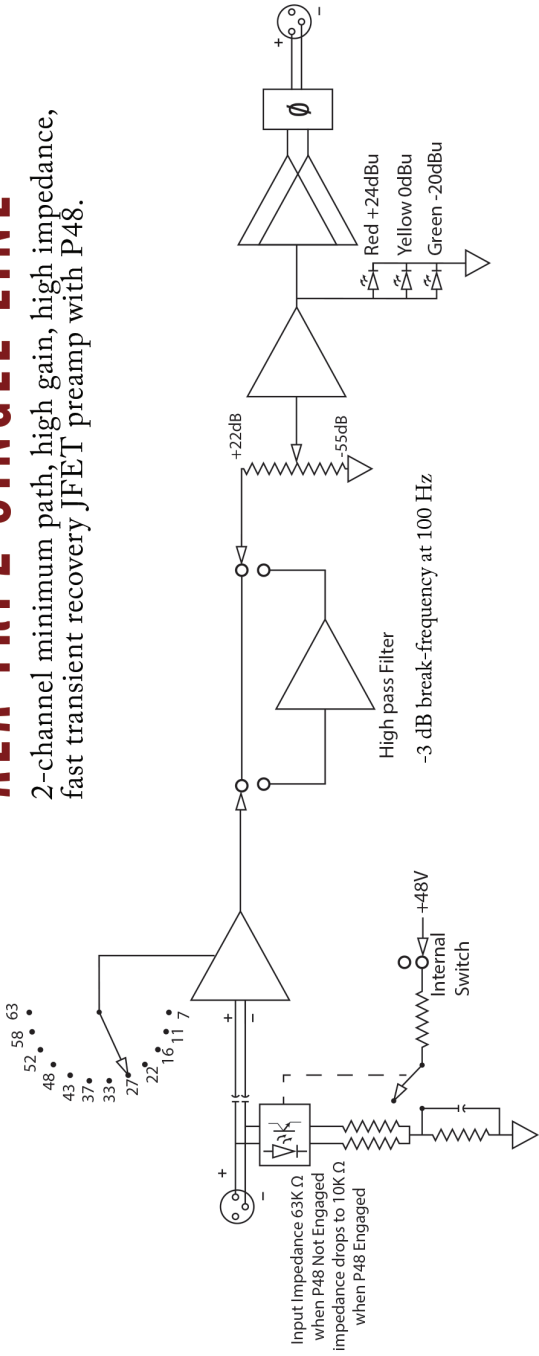 2-channel minimum path, high gain, high impedance,
fast transient recovery JFET preamp with P48.
63
58
52
48
43
37
33
27
22
16
11
7
+
−
+
−
Input Impedance 63K Ω
when P48 Not Engaged
impedance drops to 10K Ω
when P48 Engaged
+48V
Internal
Switch
High pass Filter
-3 dB break-frequency at 100 Hz
+22dB
-55dB
Red +24dBu
Yellow 0dBu
Green -20dBu
ø
+
−